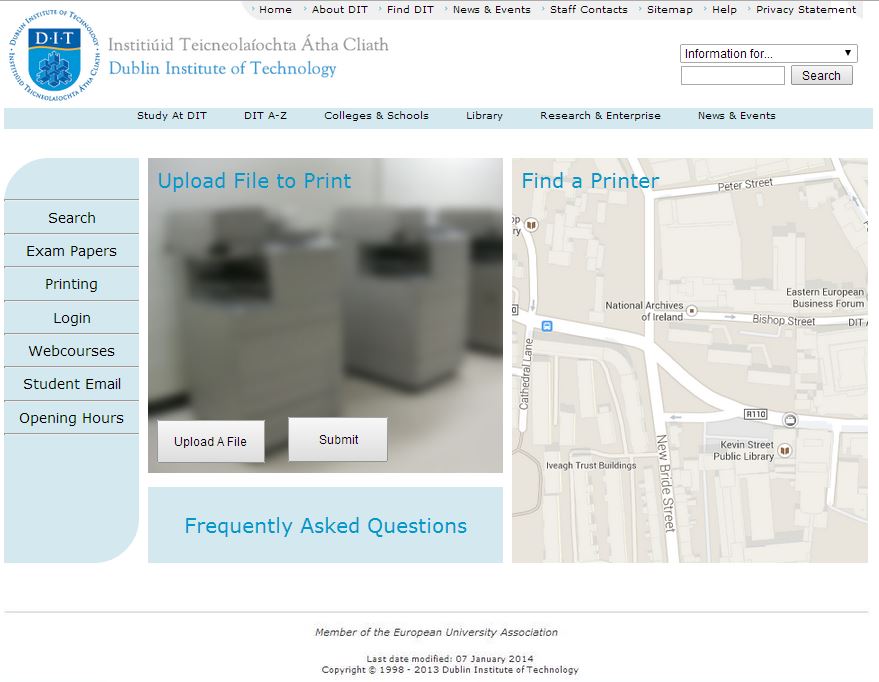 Home
About DIT
Find DIT
News & Events
Staff Contacts
Sitemap
Help
Privacy Statement
DUBLIN INSTITUTE OF TECHNOLOGY
D·I·T
INSTITIÚID TEICNEOLAÍOCHTA ÁTHA CLIATH
Institiúid Teicneolaíochta Átha Cliath
Dublin Institute of Technology
Information for...
Search
Study At DIT
DIT A-Z
Colleges & Schools
Library
Research & Enterprise
News & Events
Search
Exam Papers
Printing
Login
Webcourses
Student Email
Opening Hours
Upload File to Print
Upload A File
Submit
Frequently Asked Questions
Find a Printer
Peter Street
Eastern European
Business Forum
National Archives
of Ireland
Bishop Street
DIT
Cathedral Lane
R110
Kevin Street
Public Library
New Bride Street
Iveagh Trust Buildings
Member of the European University Association
Last date modified: 07 January 2014
Copyright © 1998 - 2013 Dublin Institute of Technology